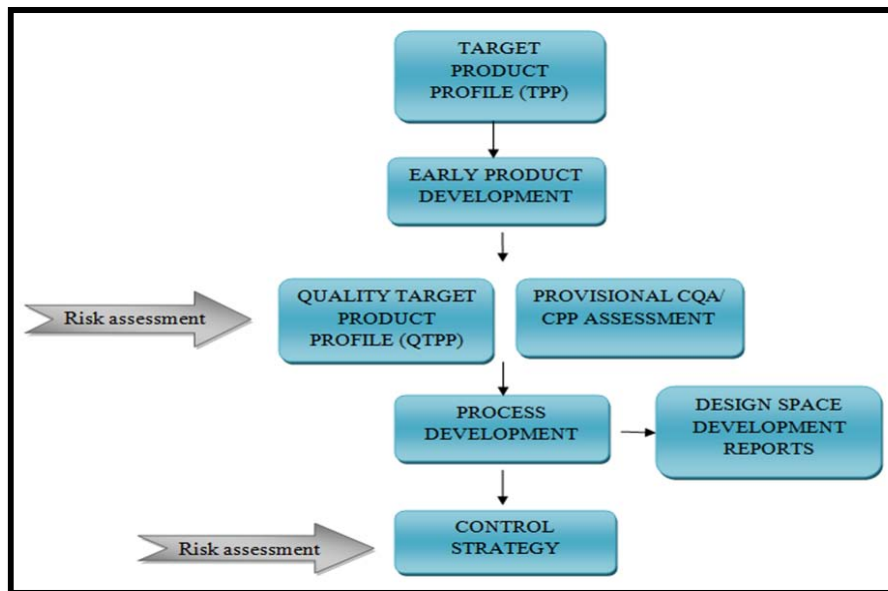 TARGET
PRODUCT
PROFILE (TPP)
EARLY PRODUCT
DEVELOPMENT
Risk assessment
QUALITY TARGET
PRODUCT
PROFILE (QTPP)
PROVISIONAL CQA/
CPP ASSESSMENT
PROCESS
DEVELOPMENT
DESIGN SPACE
DEVELOPMENT
REPORTS
Risk assessment
CONTROL
STRATEGY